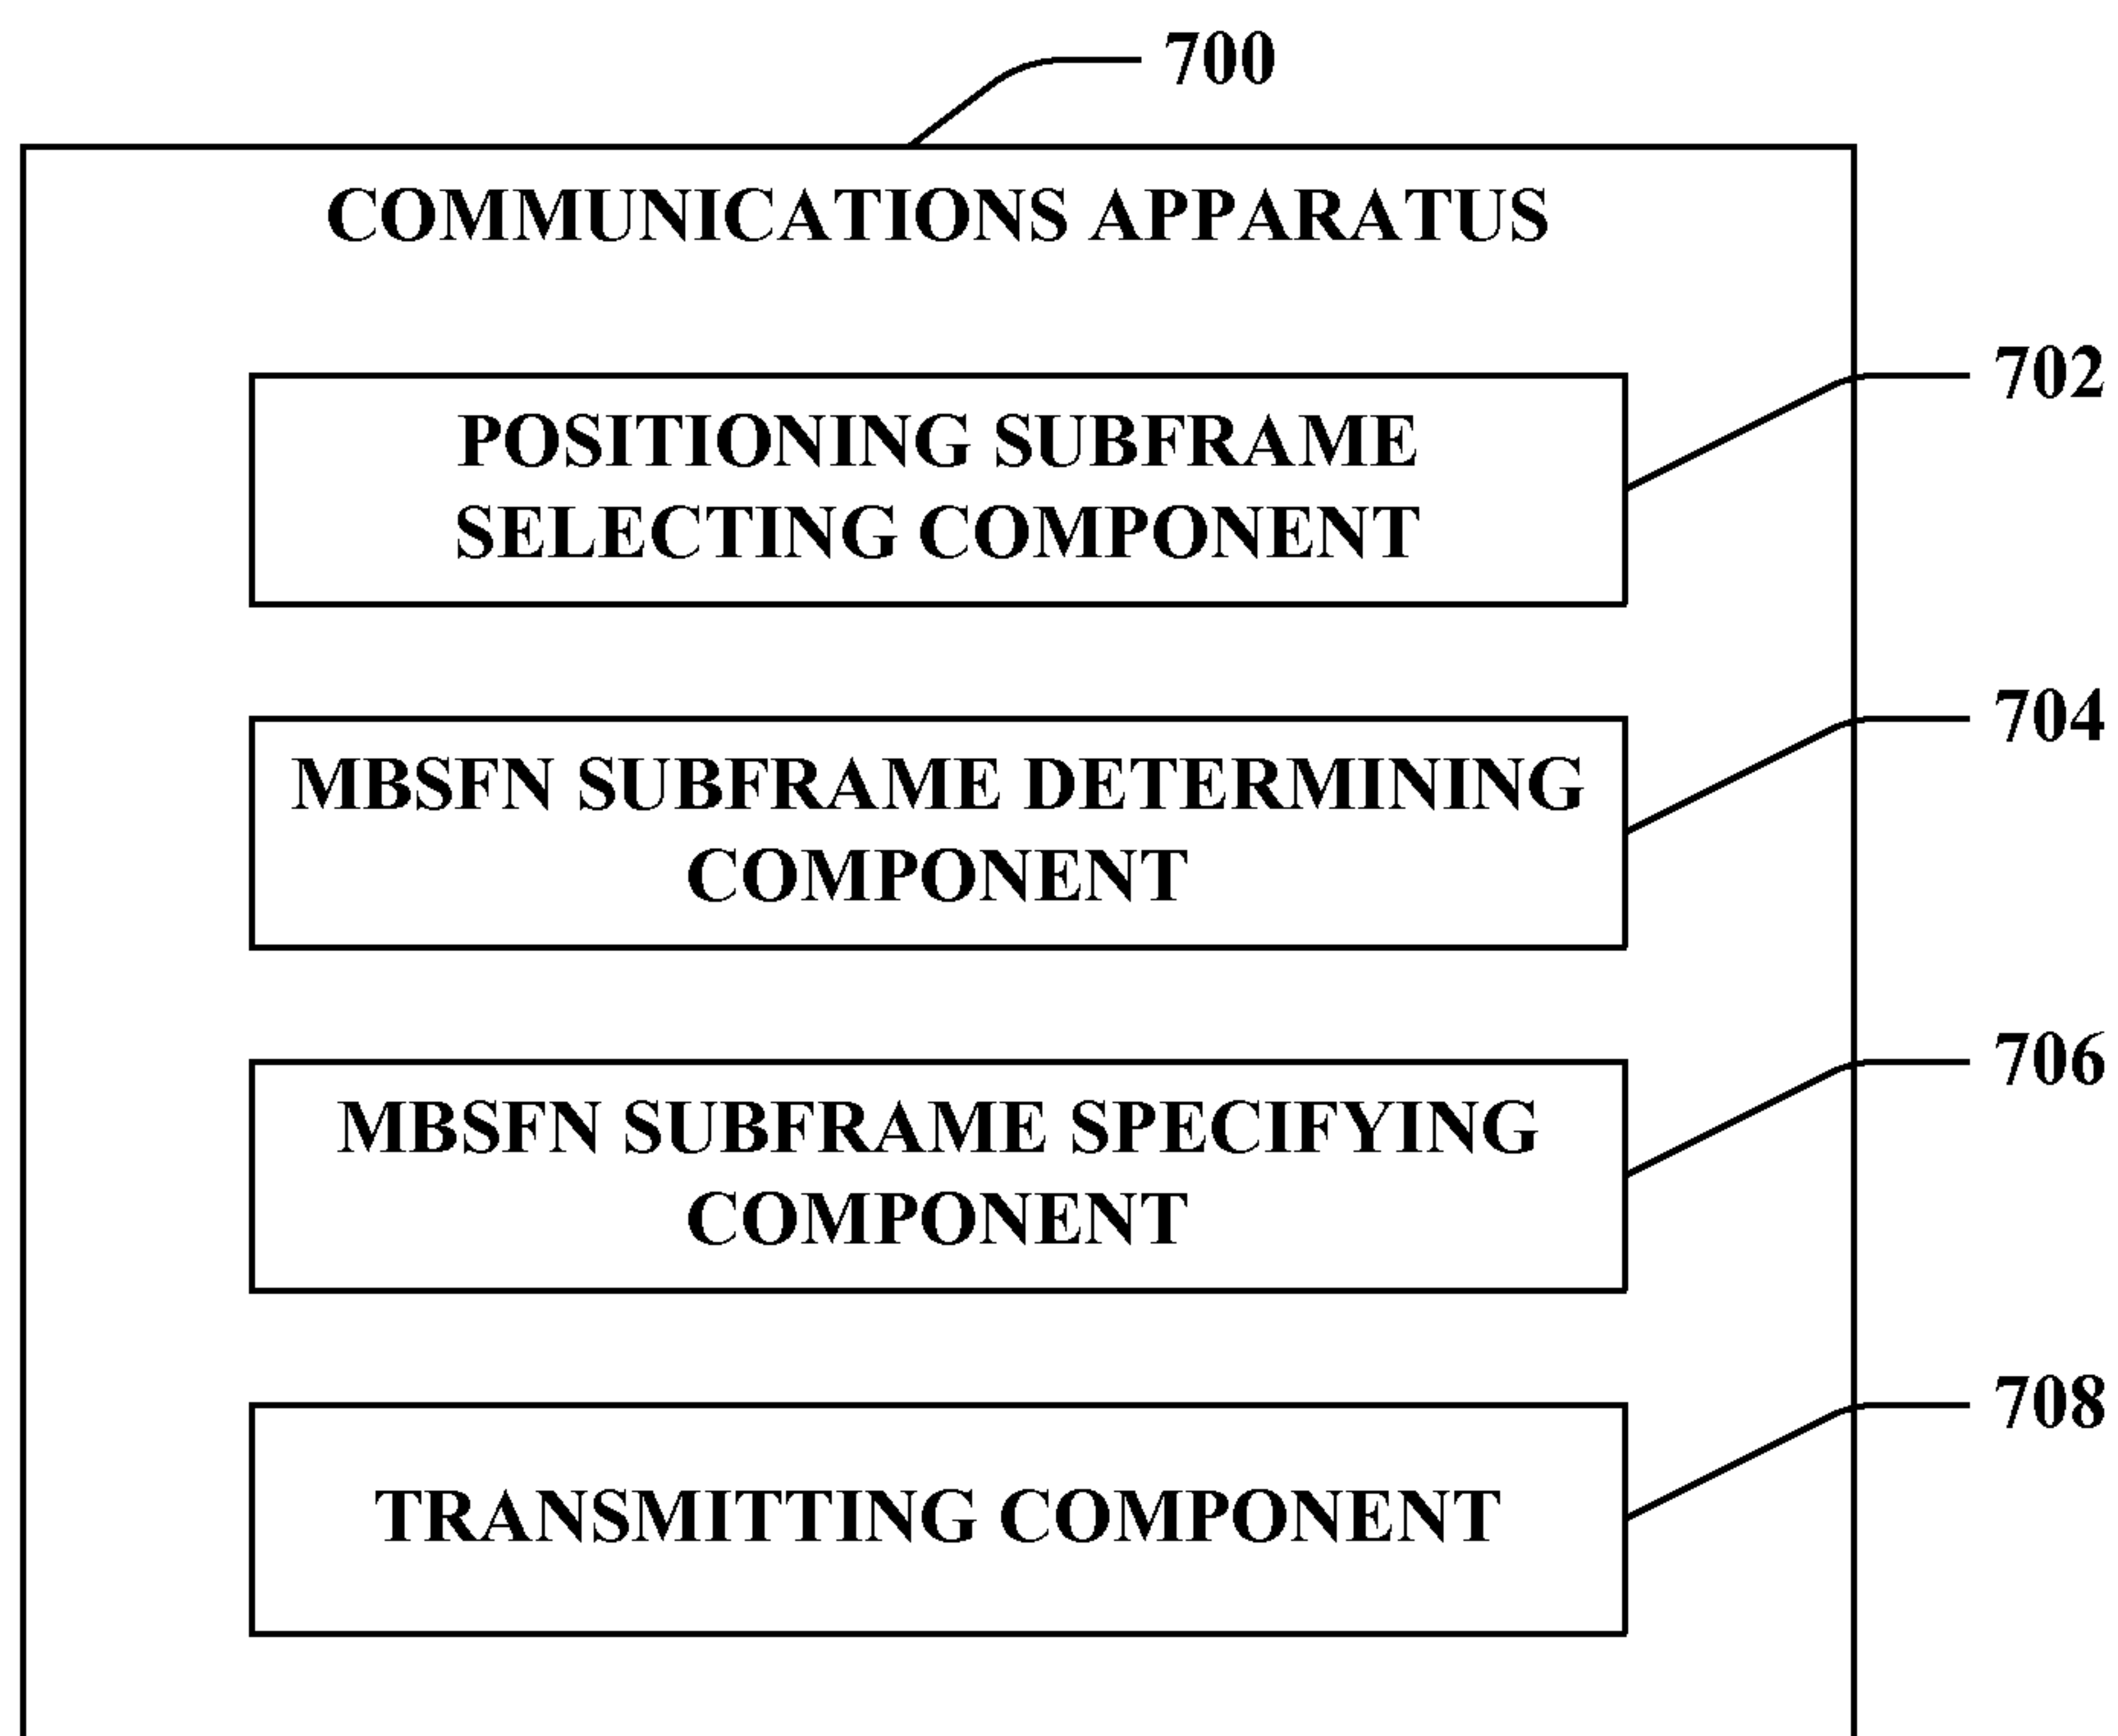 700
COMMUNICATIONS APPARATUS
702
POSITIONING SUBFRAME
SELECTING COMPONENT
704
MBSFN SUBFRAME DETERMINING
COMPONENT
706
MBSFN SUBFRAME SPECIFYING
COMPONENT
708
TRANSMITTING COMPONENT